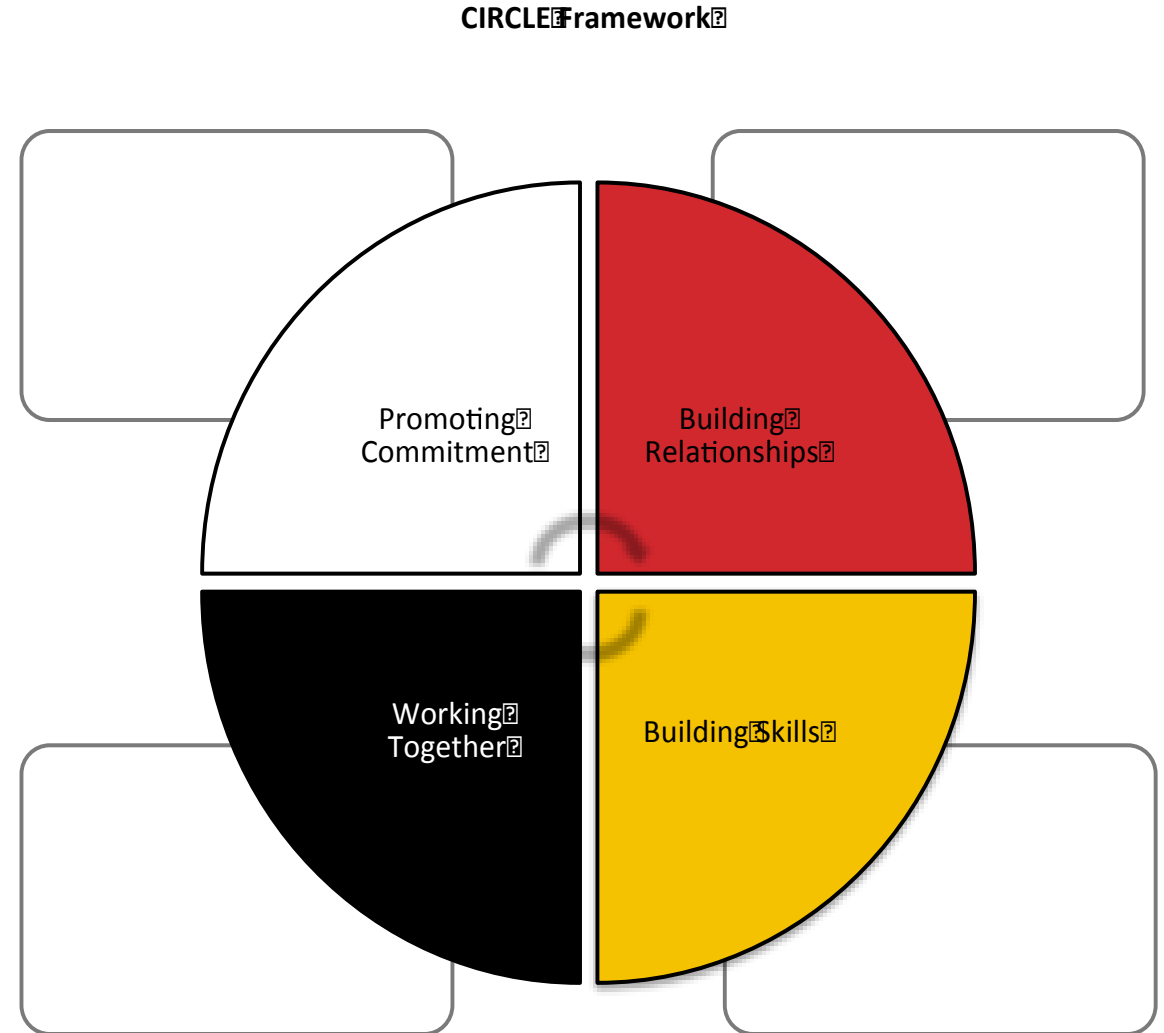 CIRCLE Framework
Promoting
Commitment
Building
Relationships
Working
Together
Building Skills